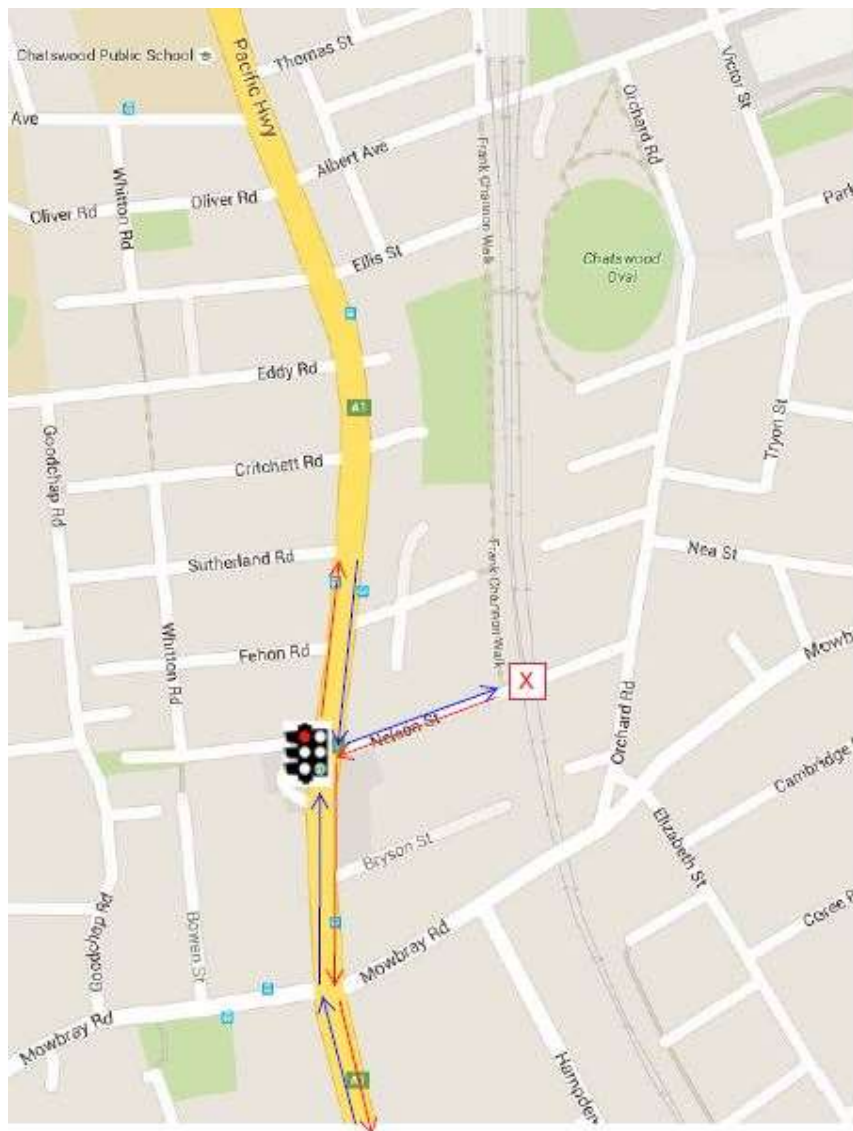 Thomas St
Chatswood Public School
Pacific Hwy
Victor St
Orchard Rd
Ave
Albert Ave
Frank Channon Walk
Whitton Rd
Oliver Rd
Oliver Rd
Park
Ellis St
Chatswood
Oval
Eddy Rd
A1
Goodchap Rd
Critchett Rd
Tryon St
Sutherland Rd
Nea St
Frank Channon Walk
Fehon Rd
Whitton Rd
Mowb
X
Orchard Rd
Nelson St
Cambridge
Elizabeth St
Bryson St
Goodchap Rd
Bowen St
Mowbray Rd
Mowbray Rd
Hampden